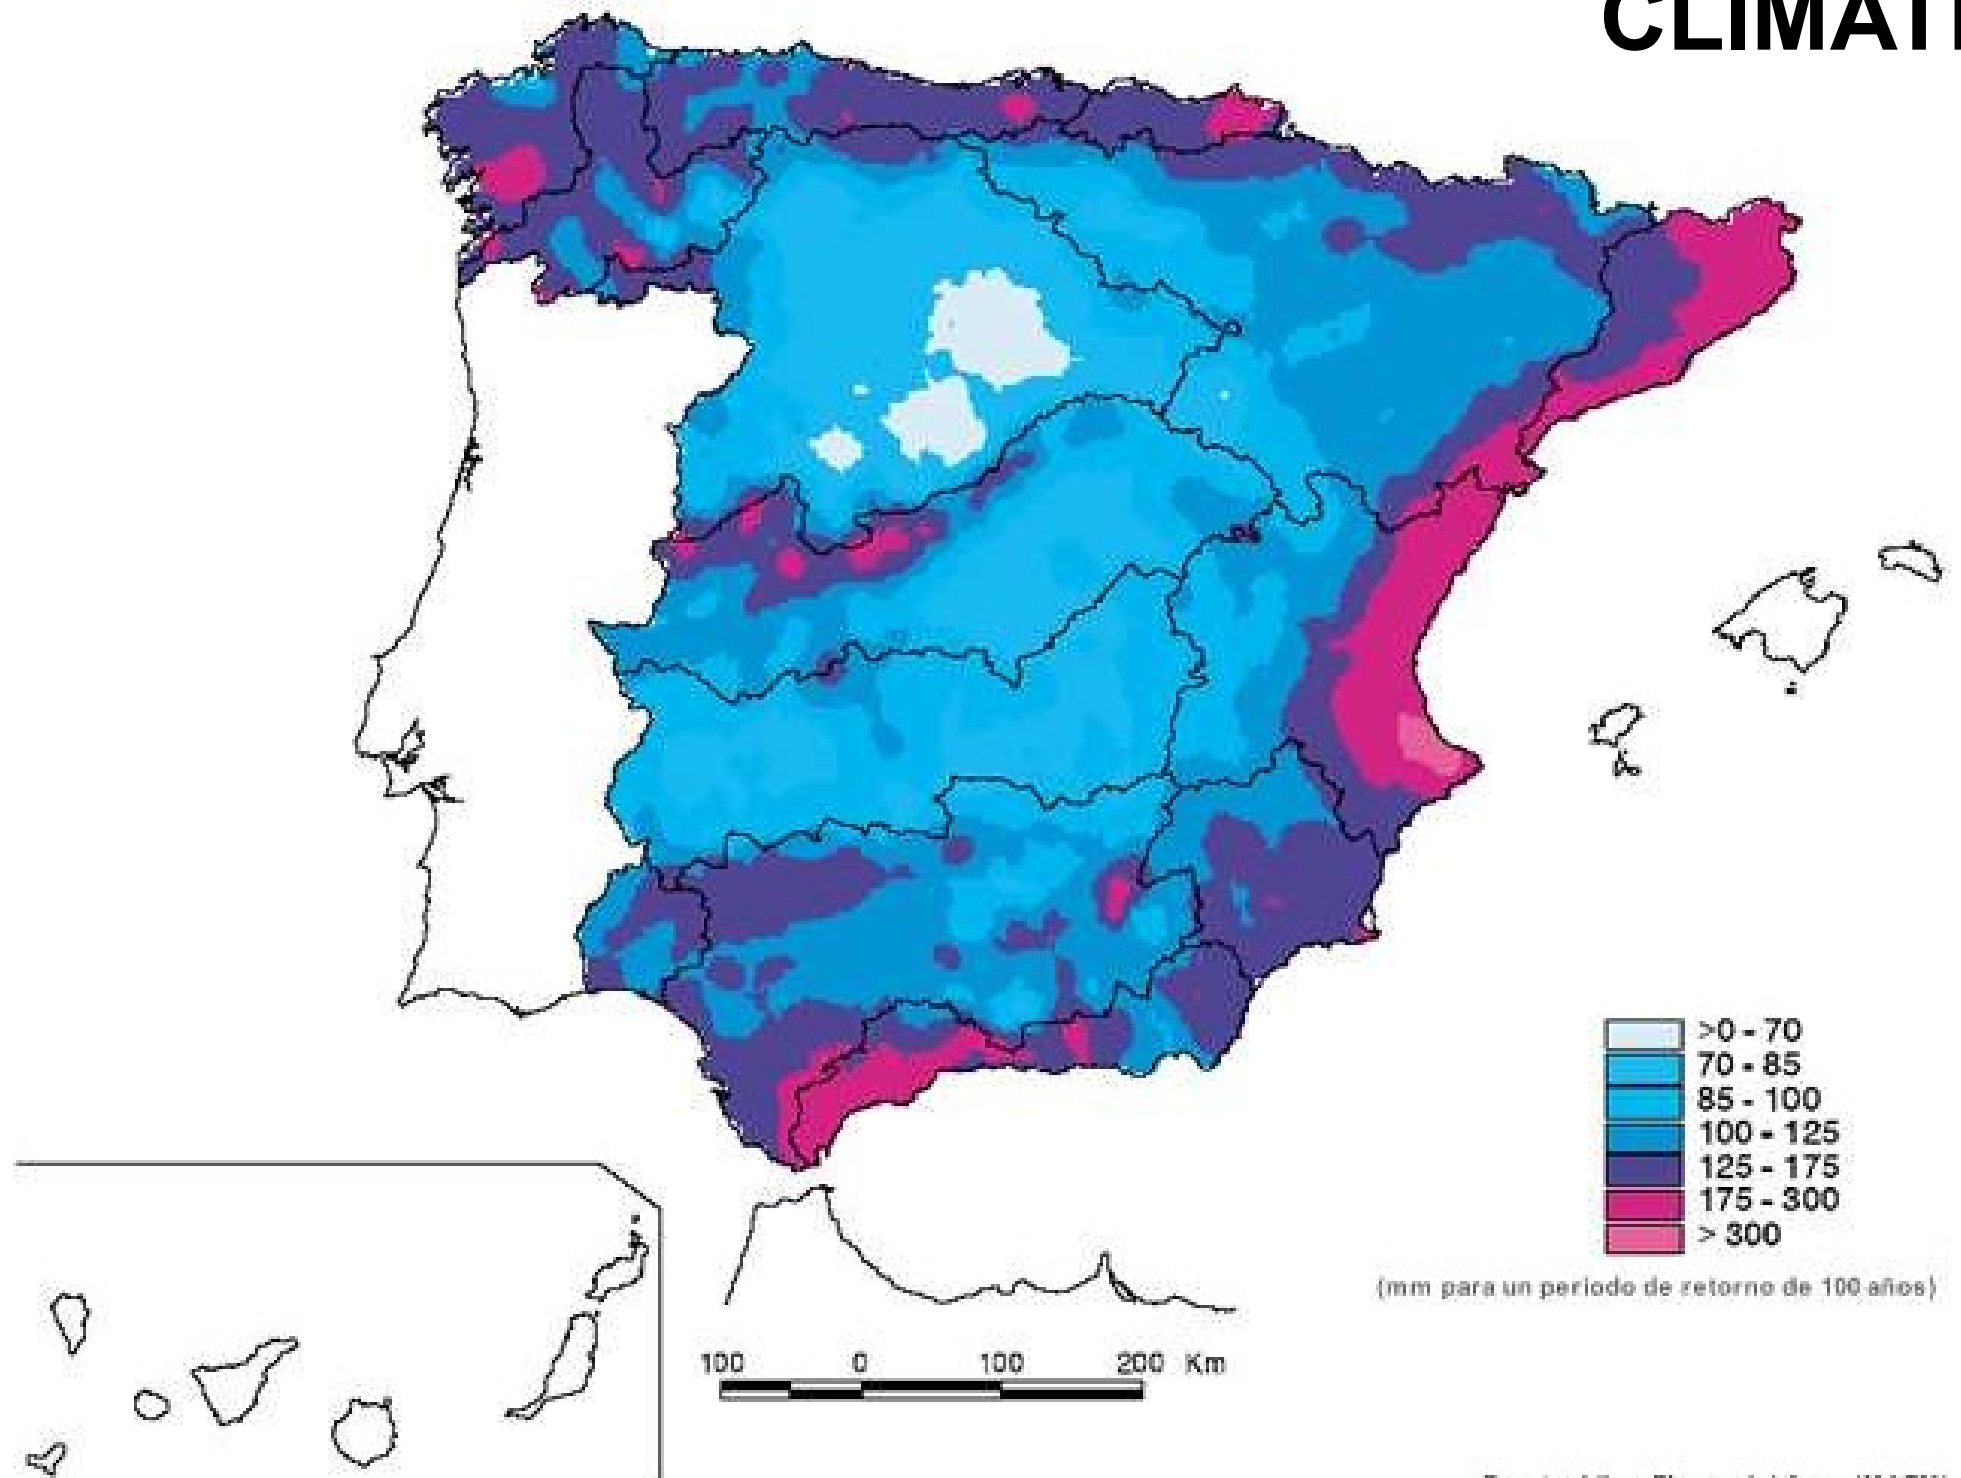 CLIMATI
>0 - 70
70 - 85
85 - 100
100 - 125
125 - 175
175 - 300
> 300
(mm para un periodo de retorno de 100 años)
100 0 100 200 Km